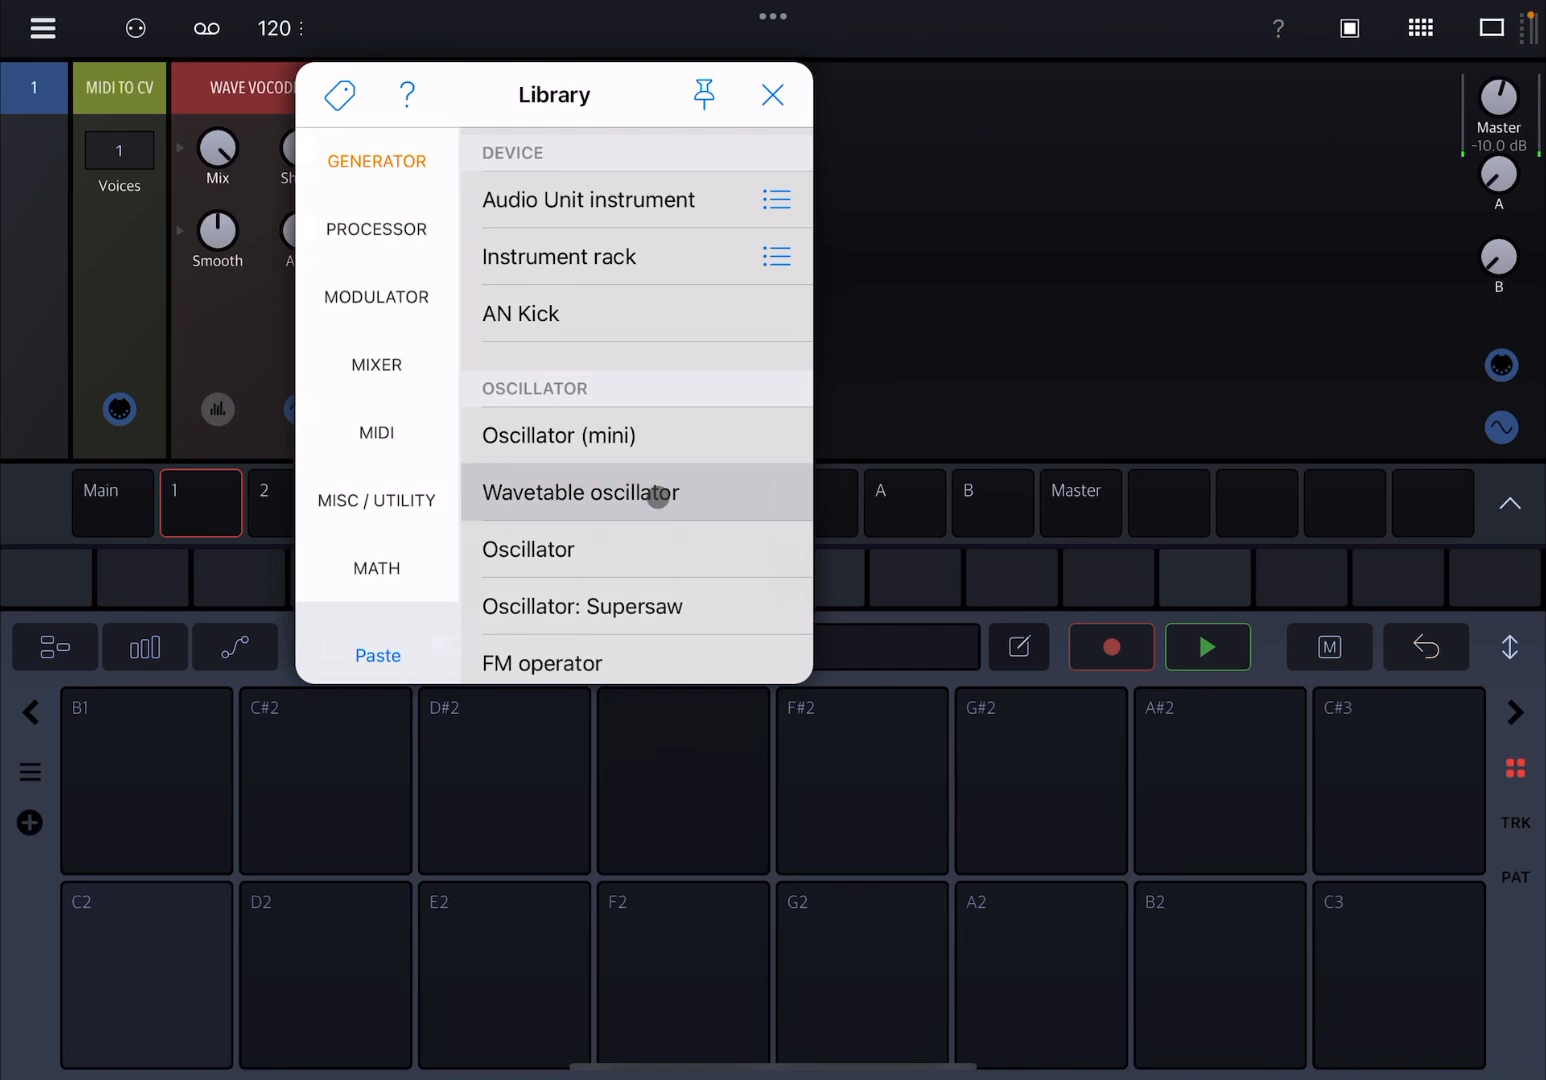 120
?
1
MIDI TO CV
1
Voices
WAVE VOCOD
Mix
Sh
Smooth
A
?
Library
GENERATOR
PROCESSOR
MODULATOR
MIXER
MIDI
MISC / UTILITY
MATH
Paste
DEVICE
Audio Unit instrument
Instrument rack
AN Kick
OSCILLATOR
Oscillator (mini)
Wavetable oscillator
Oscillator
Oscillator: Supersaw
FM operator
Master
-10.0 dB
A
B
Main
1
2
A
B
Master
M
B1
C#2
D#2
F#2
G#2
A#2
C#3
TRK
PAT
C2
D2
E2
F2
G2
A2
B2
C3